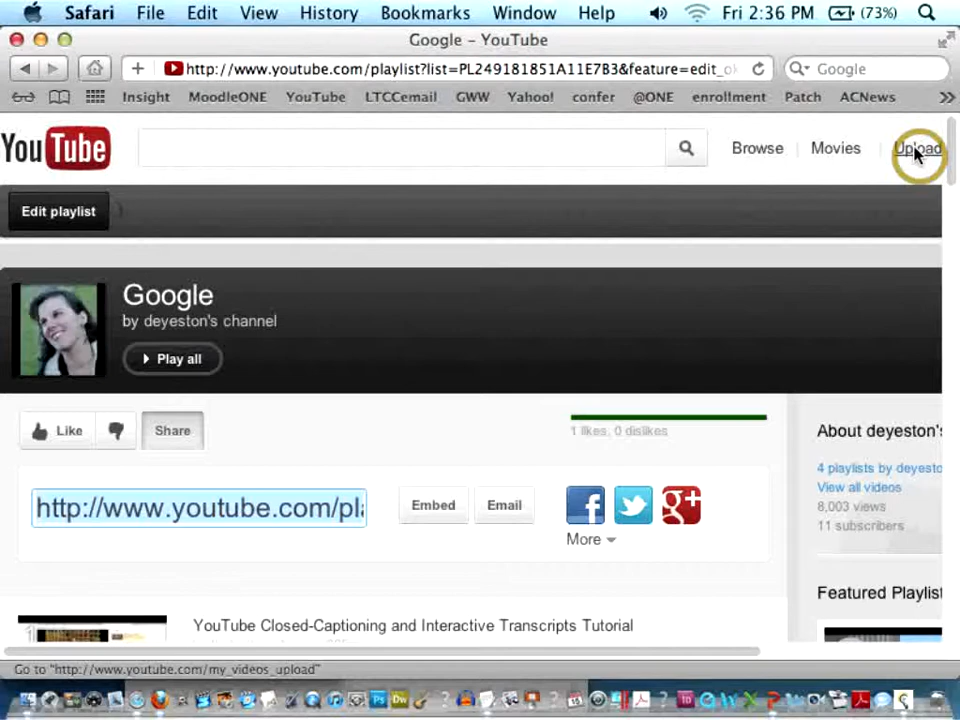 Safari File Edit View History Bookmarks Window Help Fri 2:36 PM (73%)
Google – YouTube
http://www.youtube.com/playlist?list=PL249181851A11E7B3&feature=edit_o Google
Insight MoodleONE YouTube LTCCemail GWW Yahoo! confer @ONE enrollment Patch ACNews
YouTube Browse Movies Upload
Edit playlist
Google
by deyeston's channel
Play all
Like Share
1 likes, 0 dislikes
About deyeston's
http://www.youtube.com/pla Embed Email
4 playlists by deyesto
View all videos
8,003 views
11 subscribers
More
Featured Playlist
YouTube Closed-Captioning and Interactive Transcripts Tutorial
Go to "http://www.youtube.com/my_videos_upload"